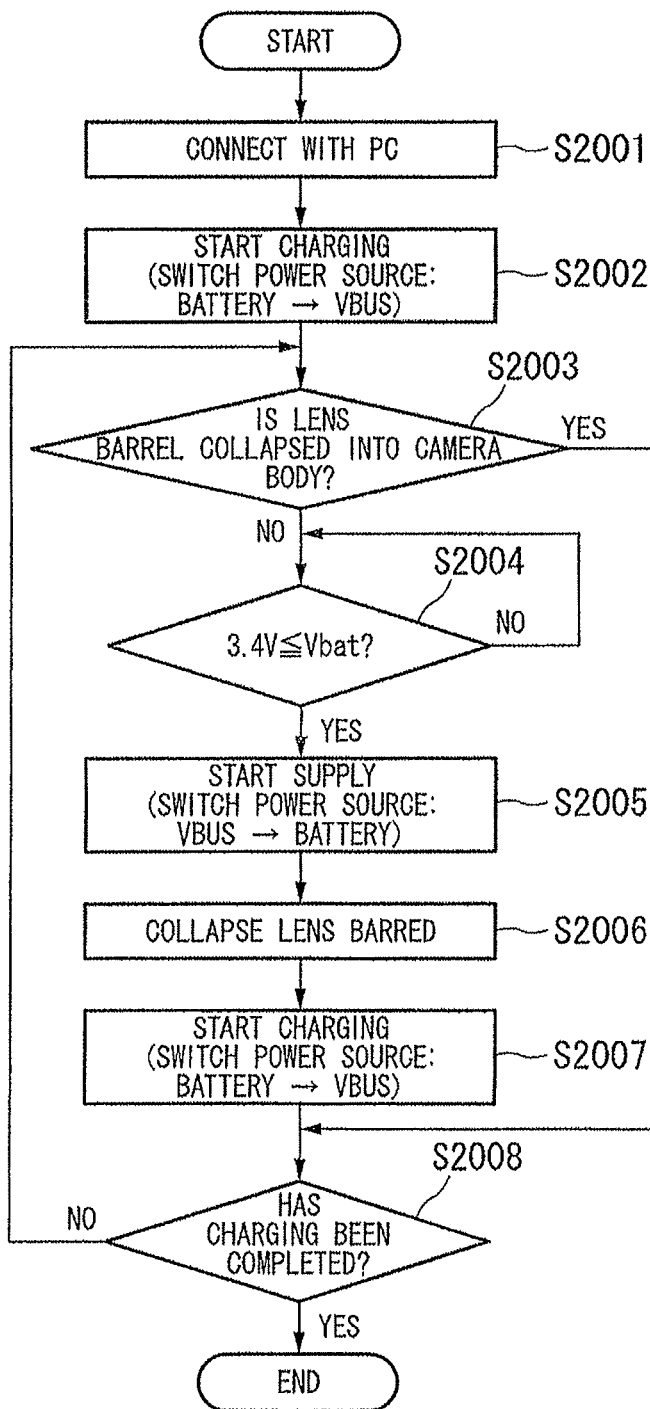 START
CONNECT WITH PC
S2001
START CHARGING
(SWITCH POWER SOURCE:
BATTERY → VBUS)
S2002
S2003
IS LENS
BARREL COLLAPSED INTO CAMERA
BODY?
YES
NO
S2004
3.4V≦Vbat?
NO
YES
START SUPPLY
(SWITCH POWER SOURCE:
VBUS → BATTERY)
S2005
COLLAPSE LENS BARRED
S2006
START CHARGING
(SWITCH POWER SOURCE:
BATTERY → VBUS)
S2007
S2008
HAS
CHARGING BEEN
COMPLETED?
NO
YES
END